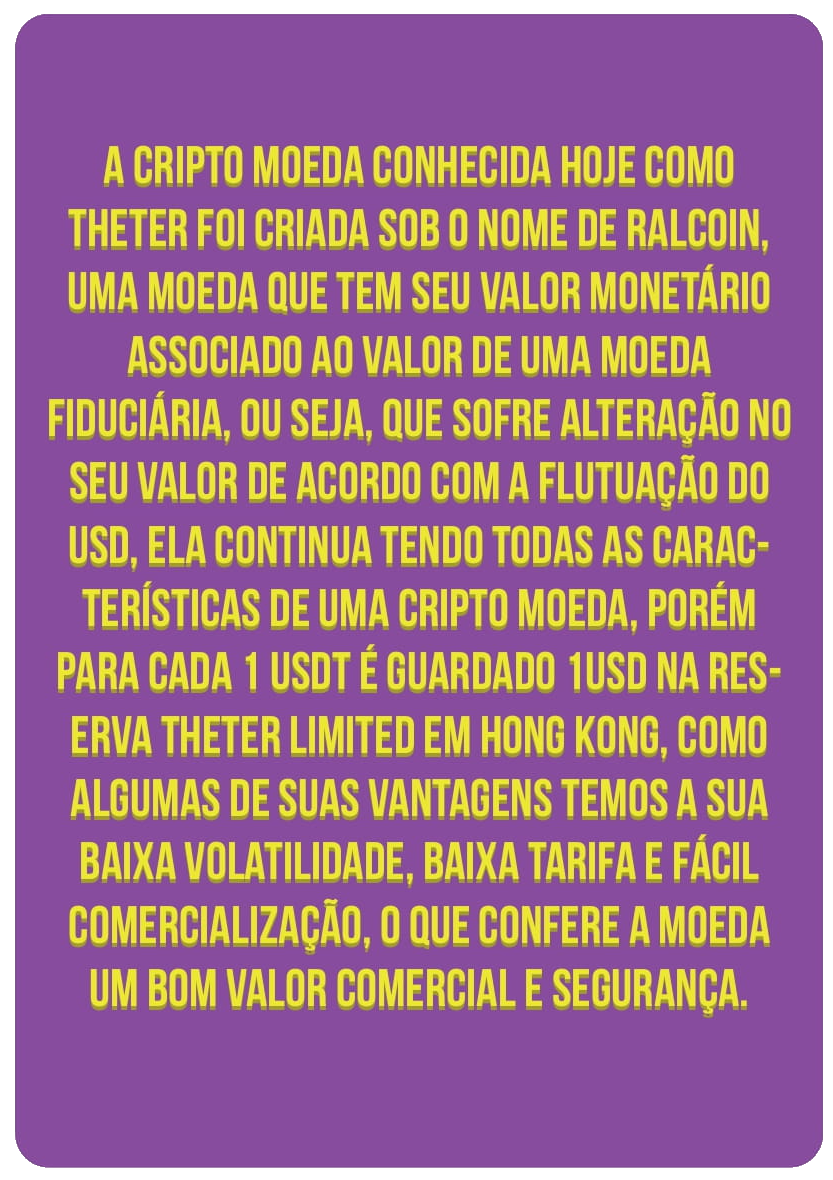 A CRIPTO MOEDA CONHECIDA HOJE COMO
THETER FOI CRIADA SOB O NOME DE RALCOIN,
UMA MOEDA QUE TEM SEU VALOR MONETÁRIO
ASSOCIADO AO VALOR DE UMA MOEDA
FIDUCIÁRIA, OU SEJA, QUE SOFRE ALTERAÇÃO NO
SEU VALOR DE ACORDO COM A FLUTUAÇÃO DO
USD, ELA CONTINUA TENDO TODAS AS CARAC-
TERÍSTICAS DE UMA CRIPTO MOEDA, PORÉM
PARA CADA 1 USDT É GUARDADO 1USD NA RES-
ERVA THETER LIMITED EM HONG KONG, COMO
ALGUMAS DE SUAS VANTAGENS TEMOS A SUA
BAIXA VOLATILIDADE, BAIXA TARIFA E FÁCIL
COMERCIALIZAÇÃO, O QUE CONFERE A MOEDA
UM BOM VALOR COMERCIAL E SEGURANÇA.